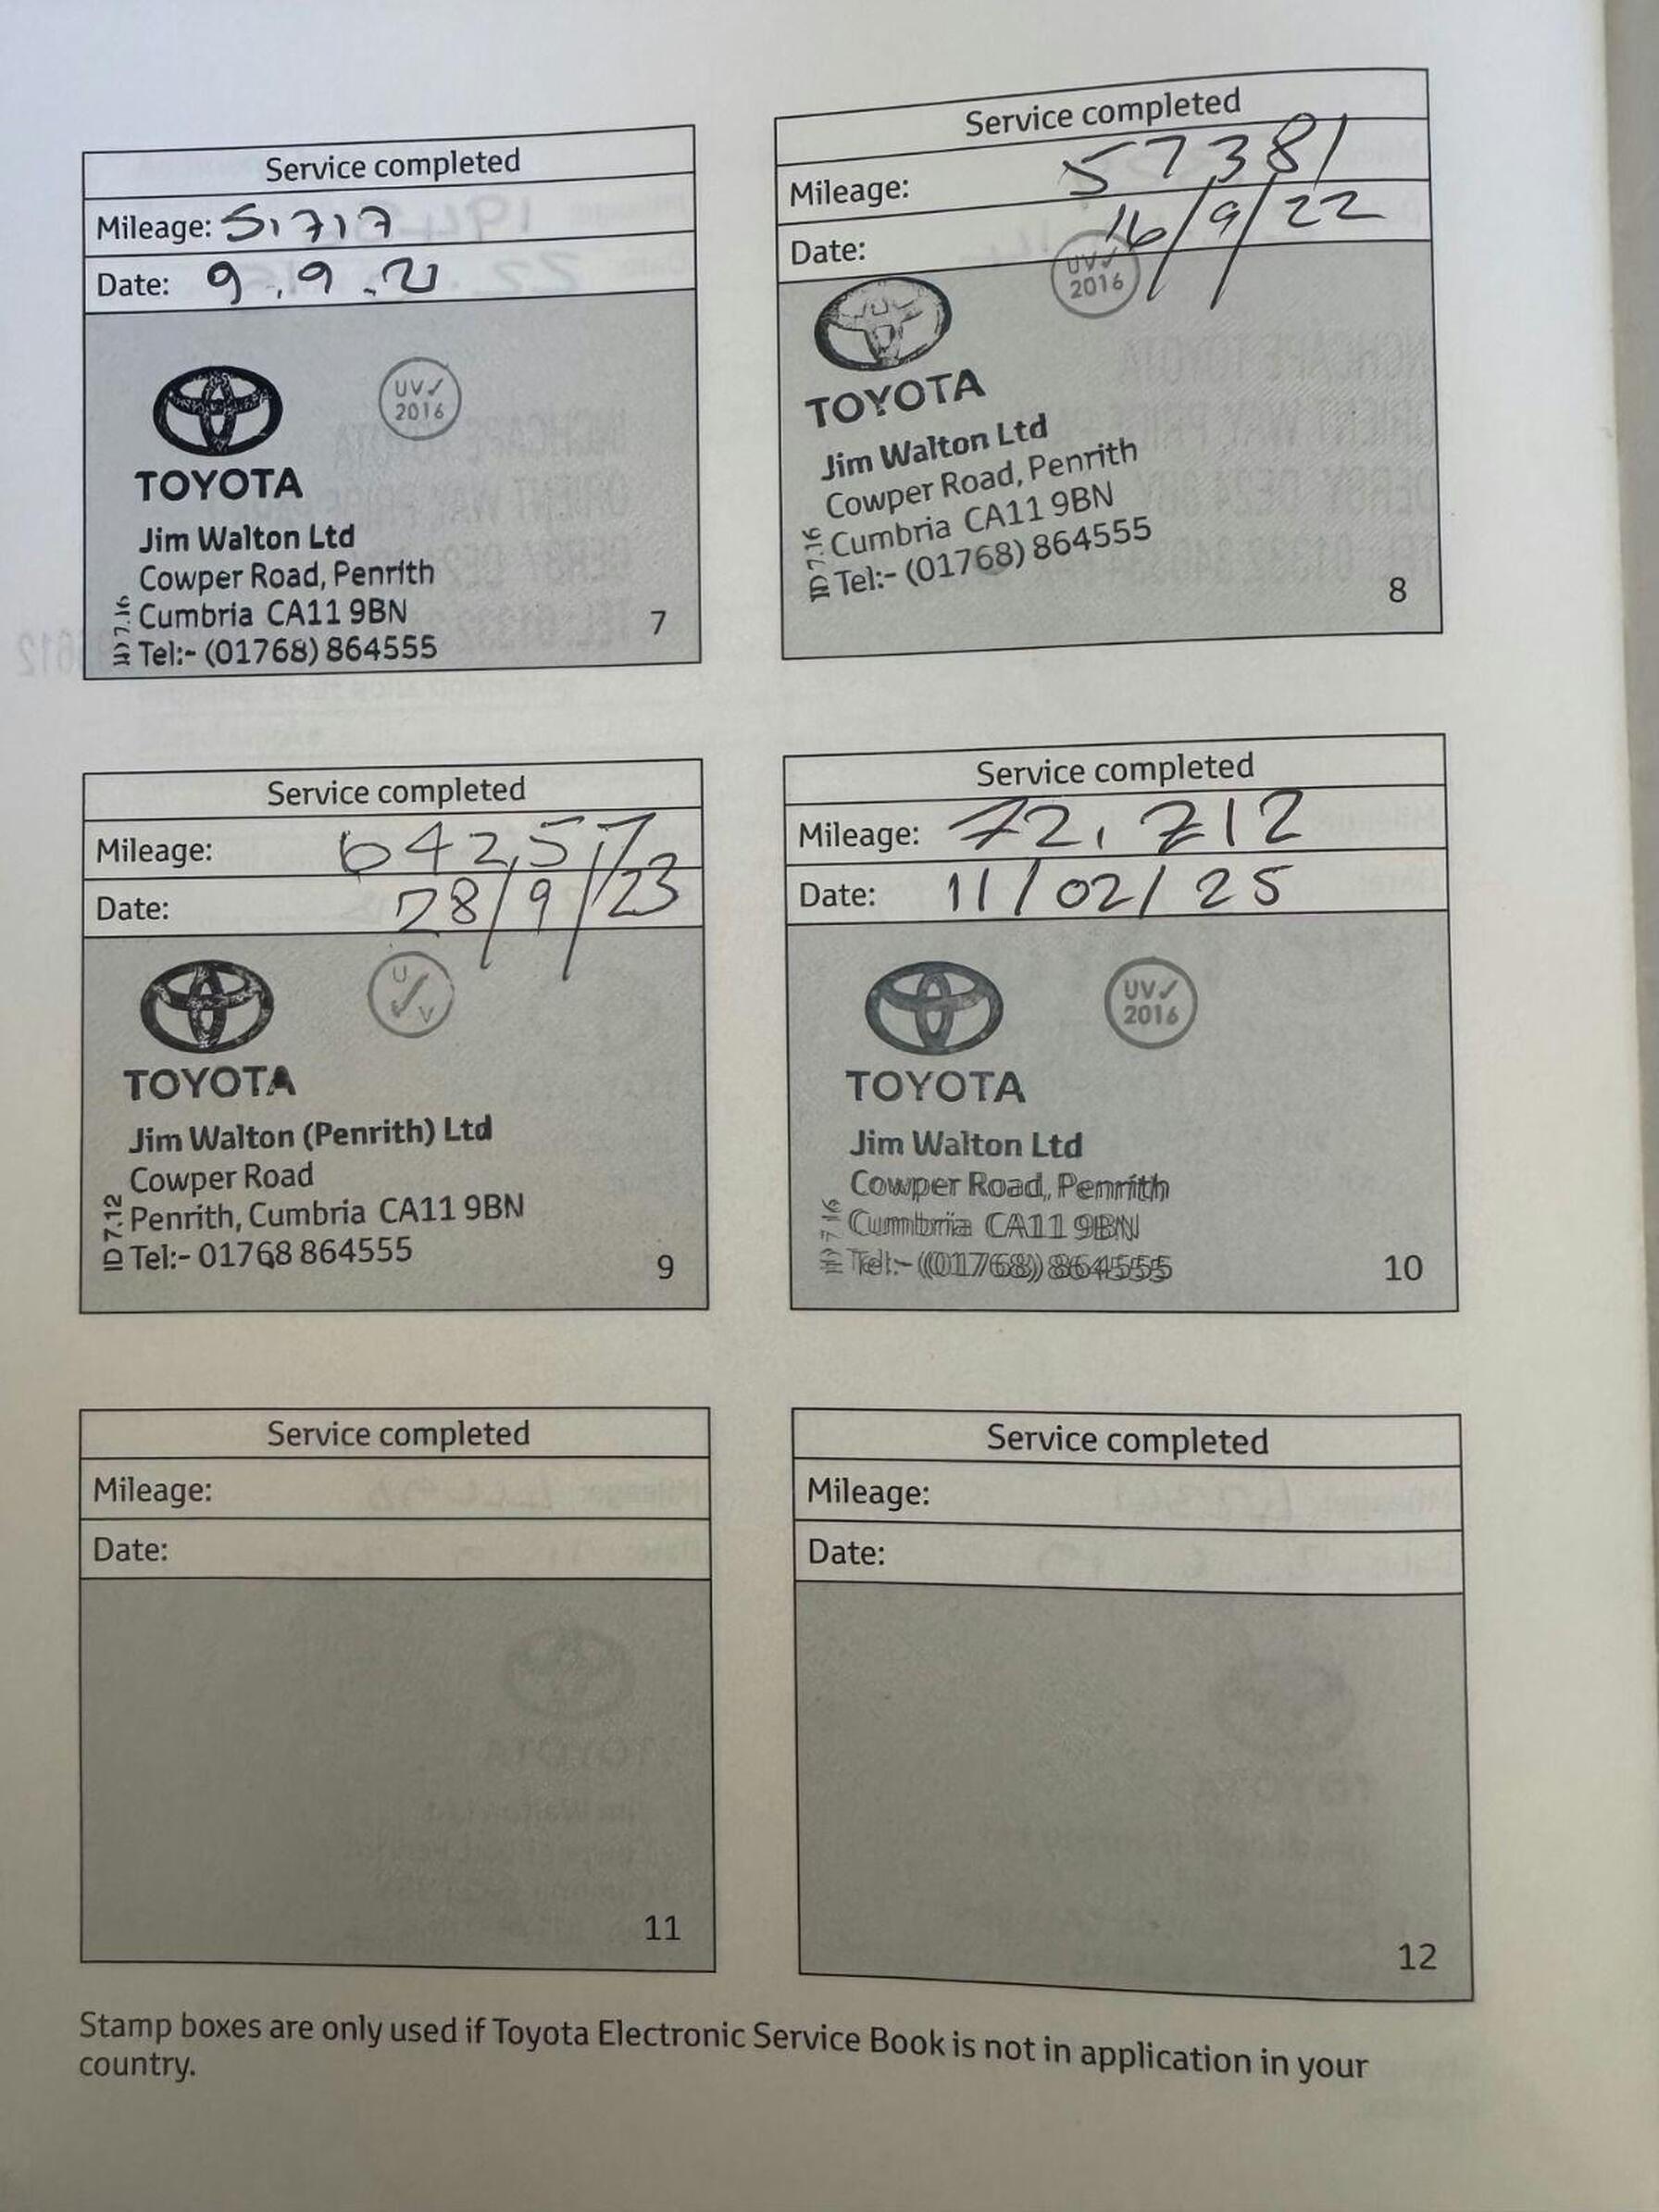 Service completed
Mileage: 51717
Date: 9.9.21
UV✓
2016
TOYOTA
Jim Walton Ltd
Cowper Road, Penrith
Cumbria CA11 9BN
Tel:- (01768) 864555
ID 7.16
7
Service completed
Mileage: 57381
Date: 16/9/22
UV✓
2016
TOYOTA
Jim Walton Ltd
Cowper Road, Penrith
Cumbria CA11 9BN
Tel:- (01768) 864555
ID 7.16
8
Service completed
Mileage: 64257
Date: 28/9/23
U✓V
TOYOTA
Jim Walton (Penrith) Ltd
Cowper Road
Penrith, Cumbria CA11 9BN
Tel:- 01768 864555
ID 7.12
9
Service completed
Mileage: 72,712
Date: 11/02/25
UV✓
2016
TOYOTA
Jim Walton Ltd
Cowper Road, Penrith
Cumbria CA11 9BN
Tel:- (01768) 864555
ID 7.16
10
Service completed
Mileage:
Date:
11
Service completed
Mileage:
Date:
12
Stamp boxes are only used if Toyota Electronic Service Book is not in application in your
country.